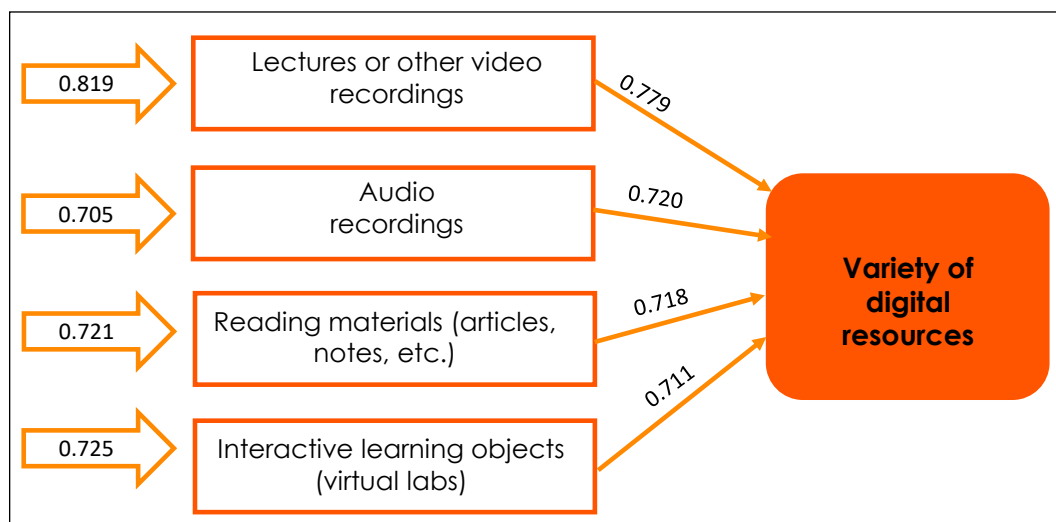 0.819
Lectures or other video
recordings
0.779
0.705
Audio
recordings
0.720
0.721
Reading materials (articles,
notes, etc.)
0.718
0.725
Interactive learning objects
(virtual labs)
0.711
Variety of
digital
resources